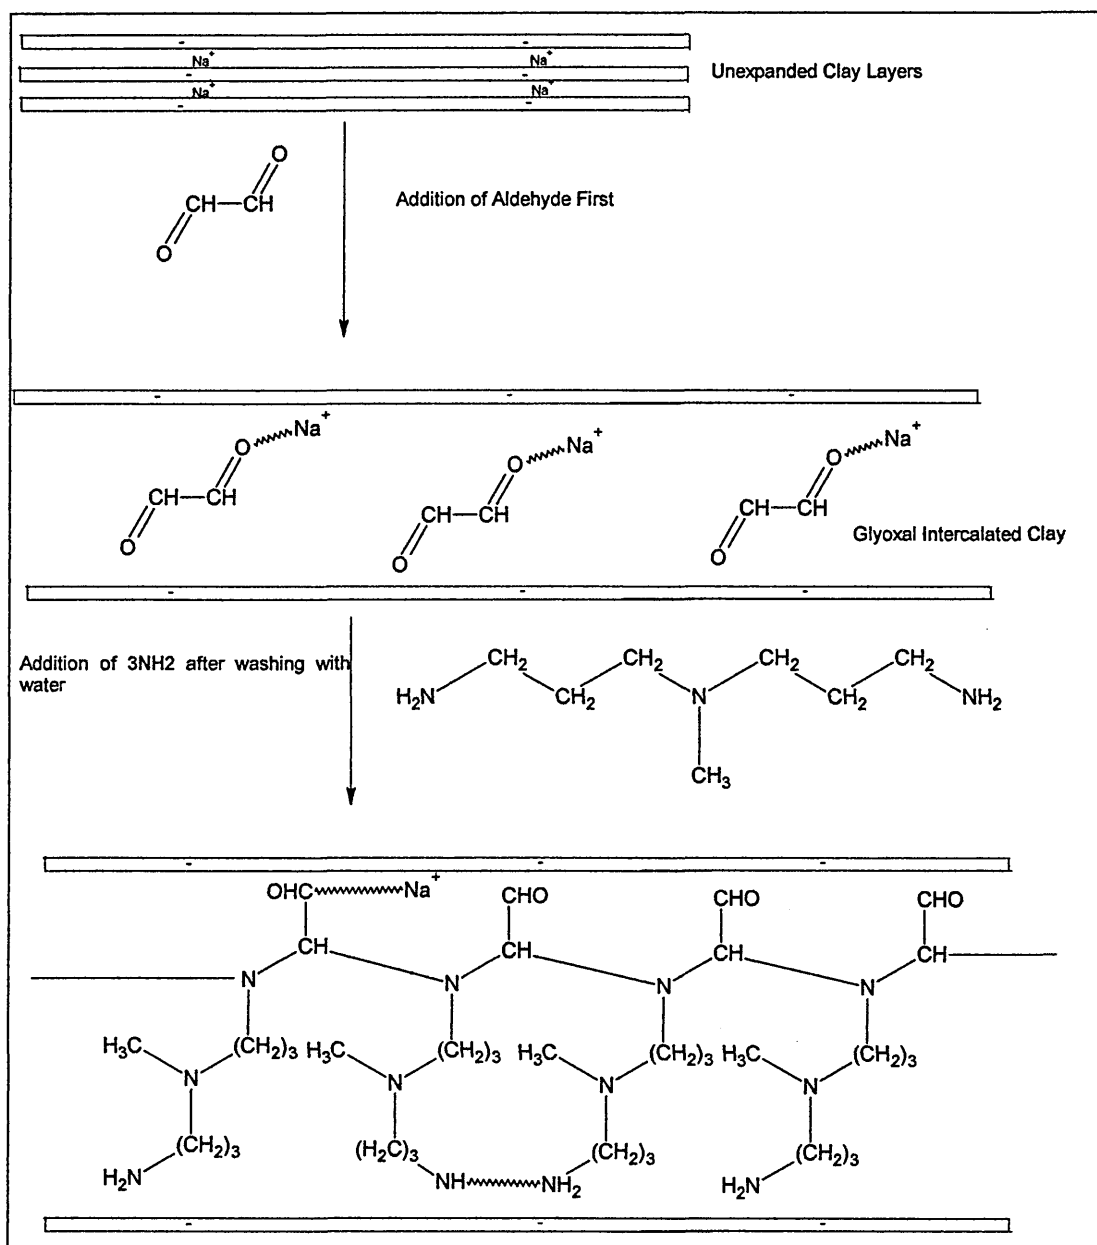 - -
Na⁺ Na⁺
- -
Unexpanded Clay Layers
Na⁺ Na⁺
- -
O
CH—CH
O
Addition of Aldehyde First
- - -
Na⁺ Na⁺ Na⁺
O O O
CH—CH CH—CH CH—CH
O O O
Glyoxal Intercalated Clay
- - -
Addition of 3NH2 after washing with
water
CH₂ CH₂ CH₂ CH₂
H₂N CH₂ N CH₂ NH₂
CH₃
- - -
OHC Na⁺ CHO CHO CHO
CH CH CH CH
N N N N
H₃C (CH₂)₃ H₃C (CH₂)₃ H₃C (CH₂)₃ H₃C (CH₂)₃
N N N N
(CH₂)₃ (H₂C)₃ (CH₂)₃ (CH₂)₃
H₂N NH NH₂ H₂N
- - -